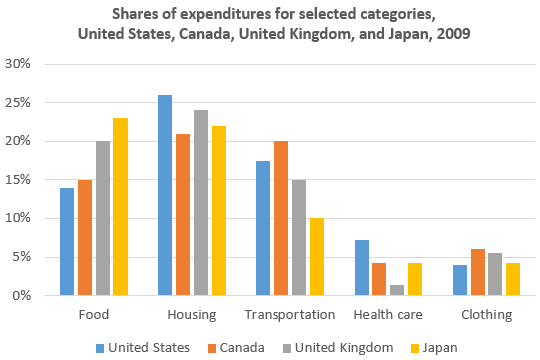 Shares of expenditures for selected categories,
United States, Canada, United Kingdom, and Japan, 2009
30%
25%
20%
15%
10%
5%
0%
Food Housing Transportation Health care Clothing
United States Canada United Kingdom Japan